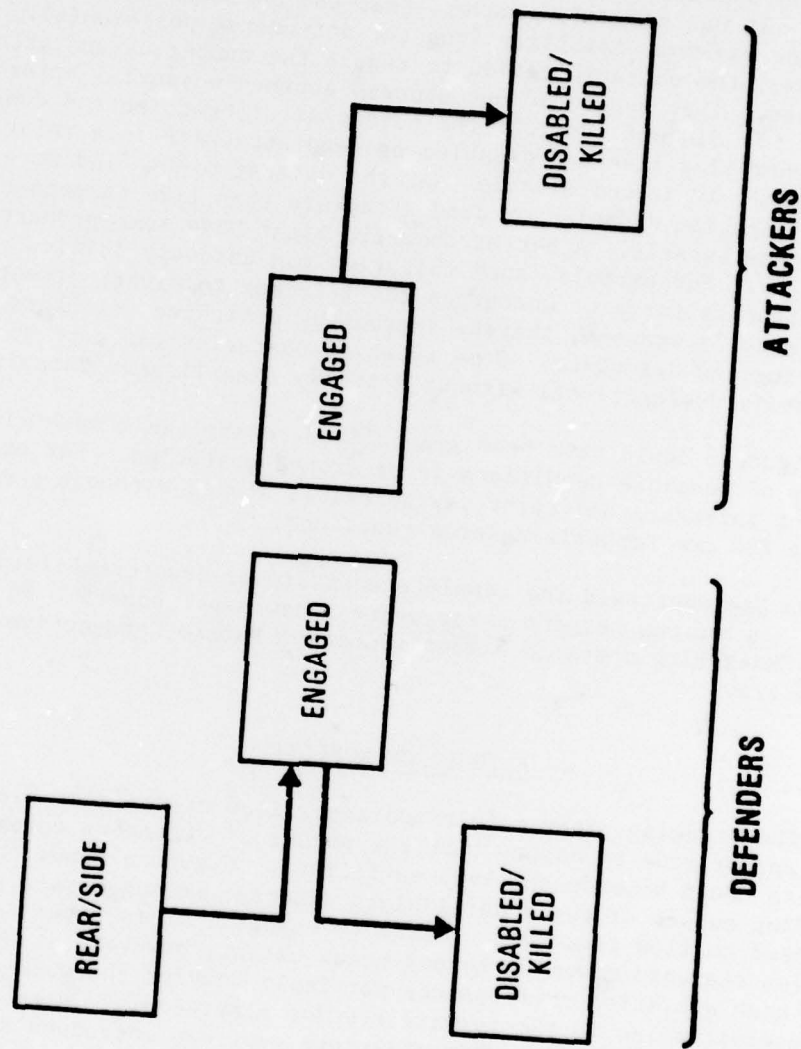 REAR/SIDE
ENGAGED
DISABLED/
KILLED
DEFENDERS
ENGAGED
DISABLED/
KILLED
ATTACKERS